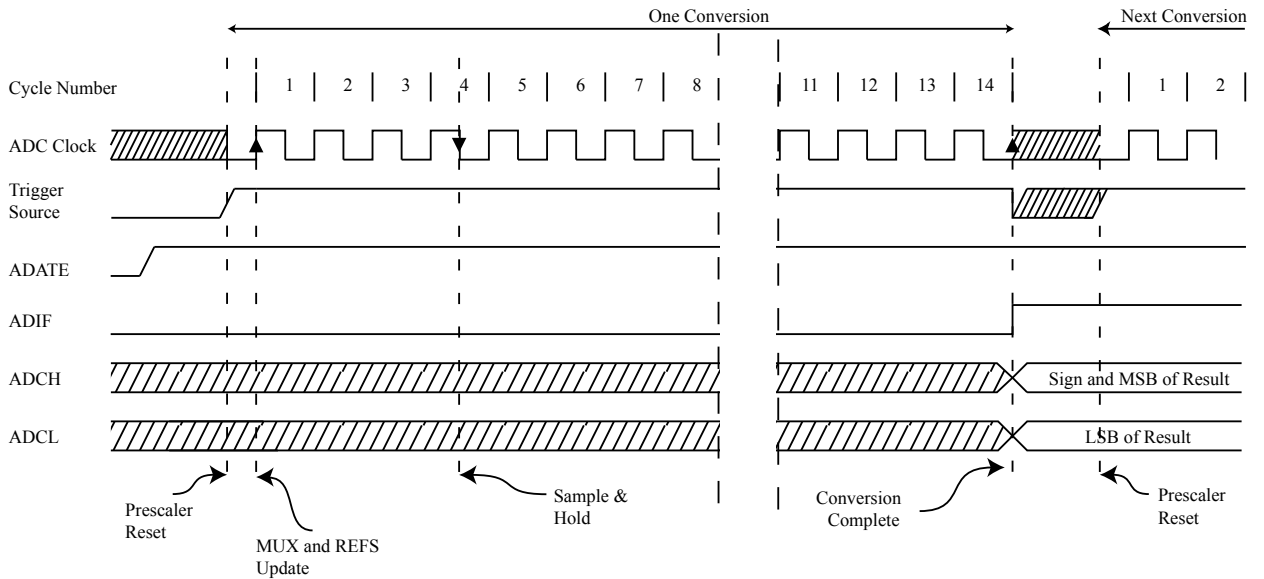 One Conversion
Next Conversion
Cycle Number
1 2 3 4 5 6 7 8 11 12 13 14 1 2
ADC Clock
Trigger
Source
ADATE
ADIF
ADCH
Sign and MSB of Result
ADCL
LSB of Result
Prescaler
Reset
MUX and REFS
Update
Sample &
Hold
Conversion
Complete
Prescaler
Reset